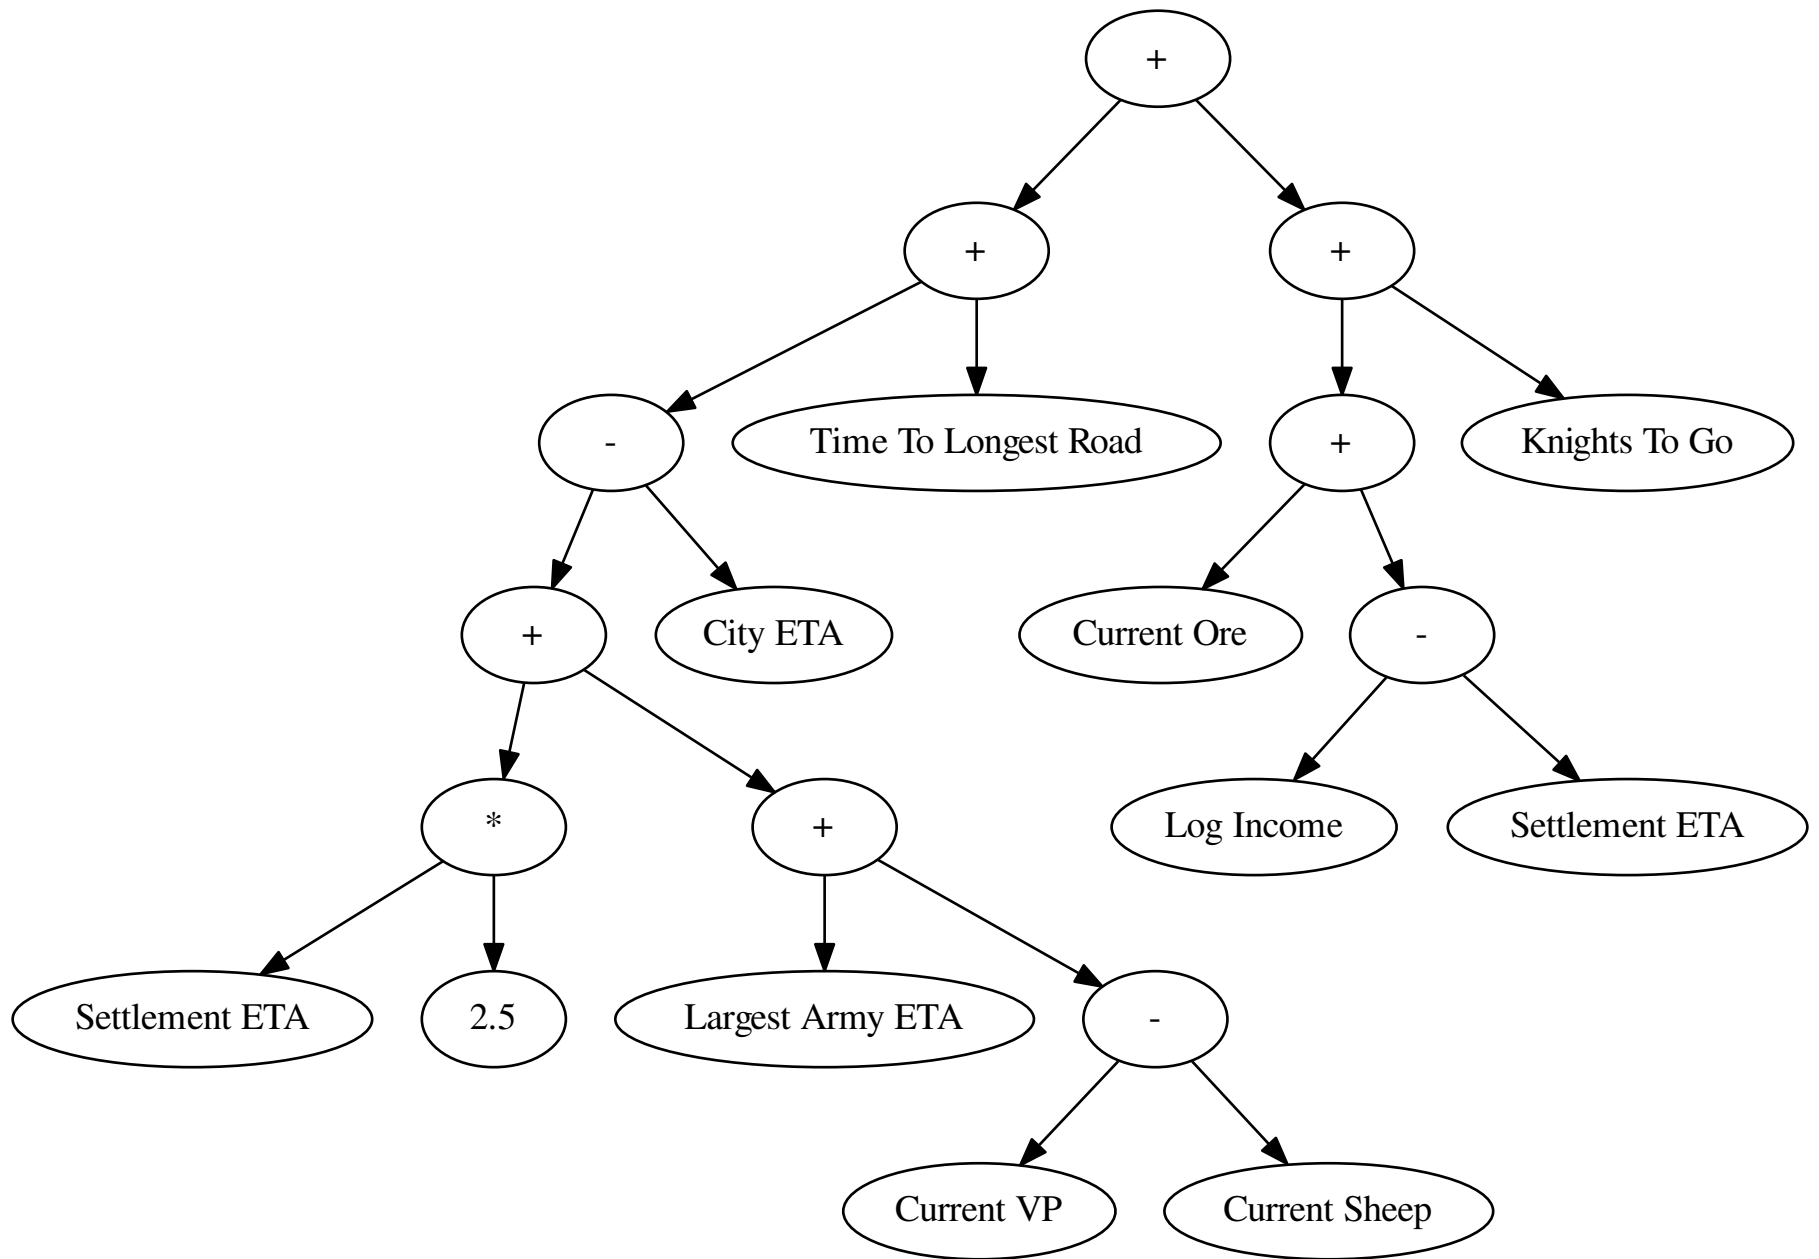 +
+
+
-
Time To Longest Road
+
Knights To Go
+
City ETA
Current Ore
-
*
+
Log Income
Settlement ETA
Settlement ETA
2.5
Largest Army ETA
-
Current VP
Current Sheep